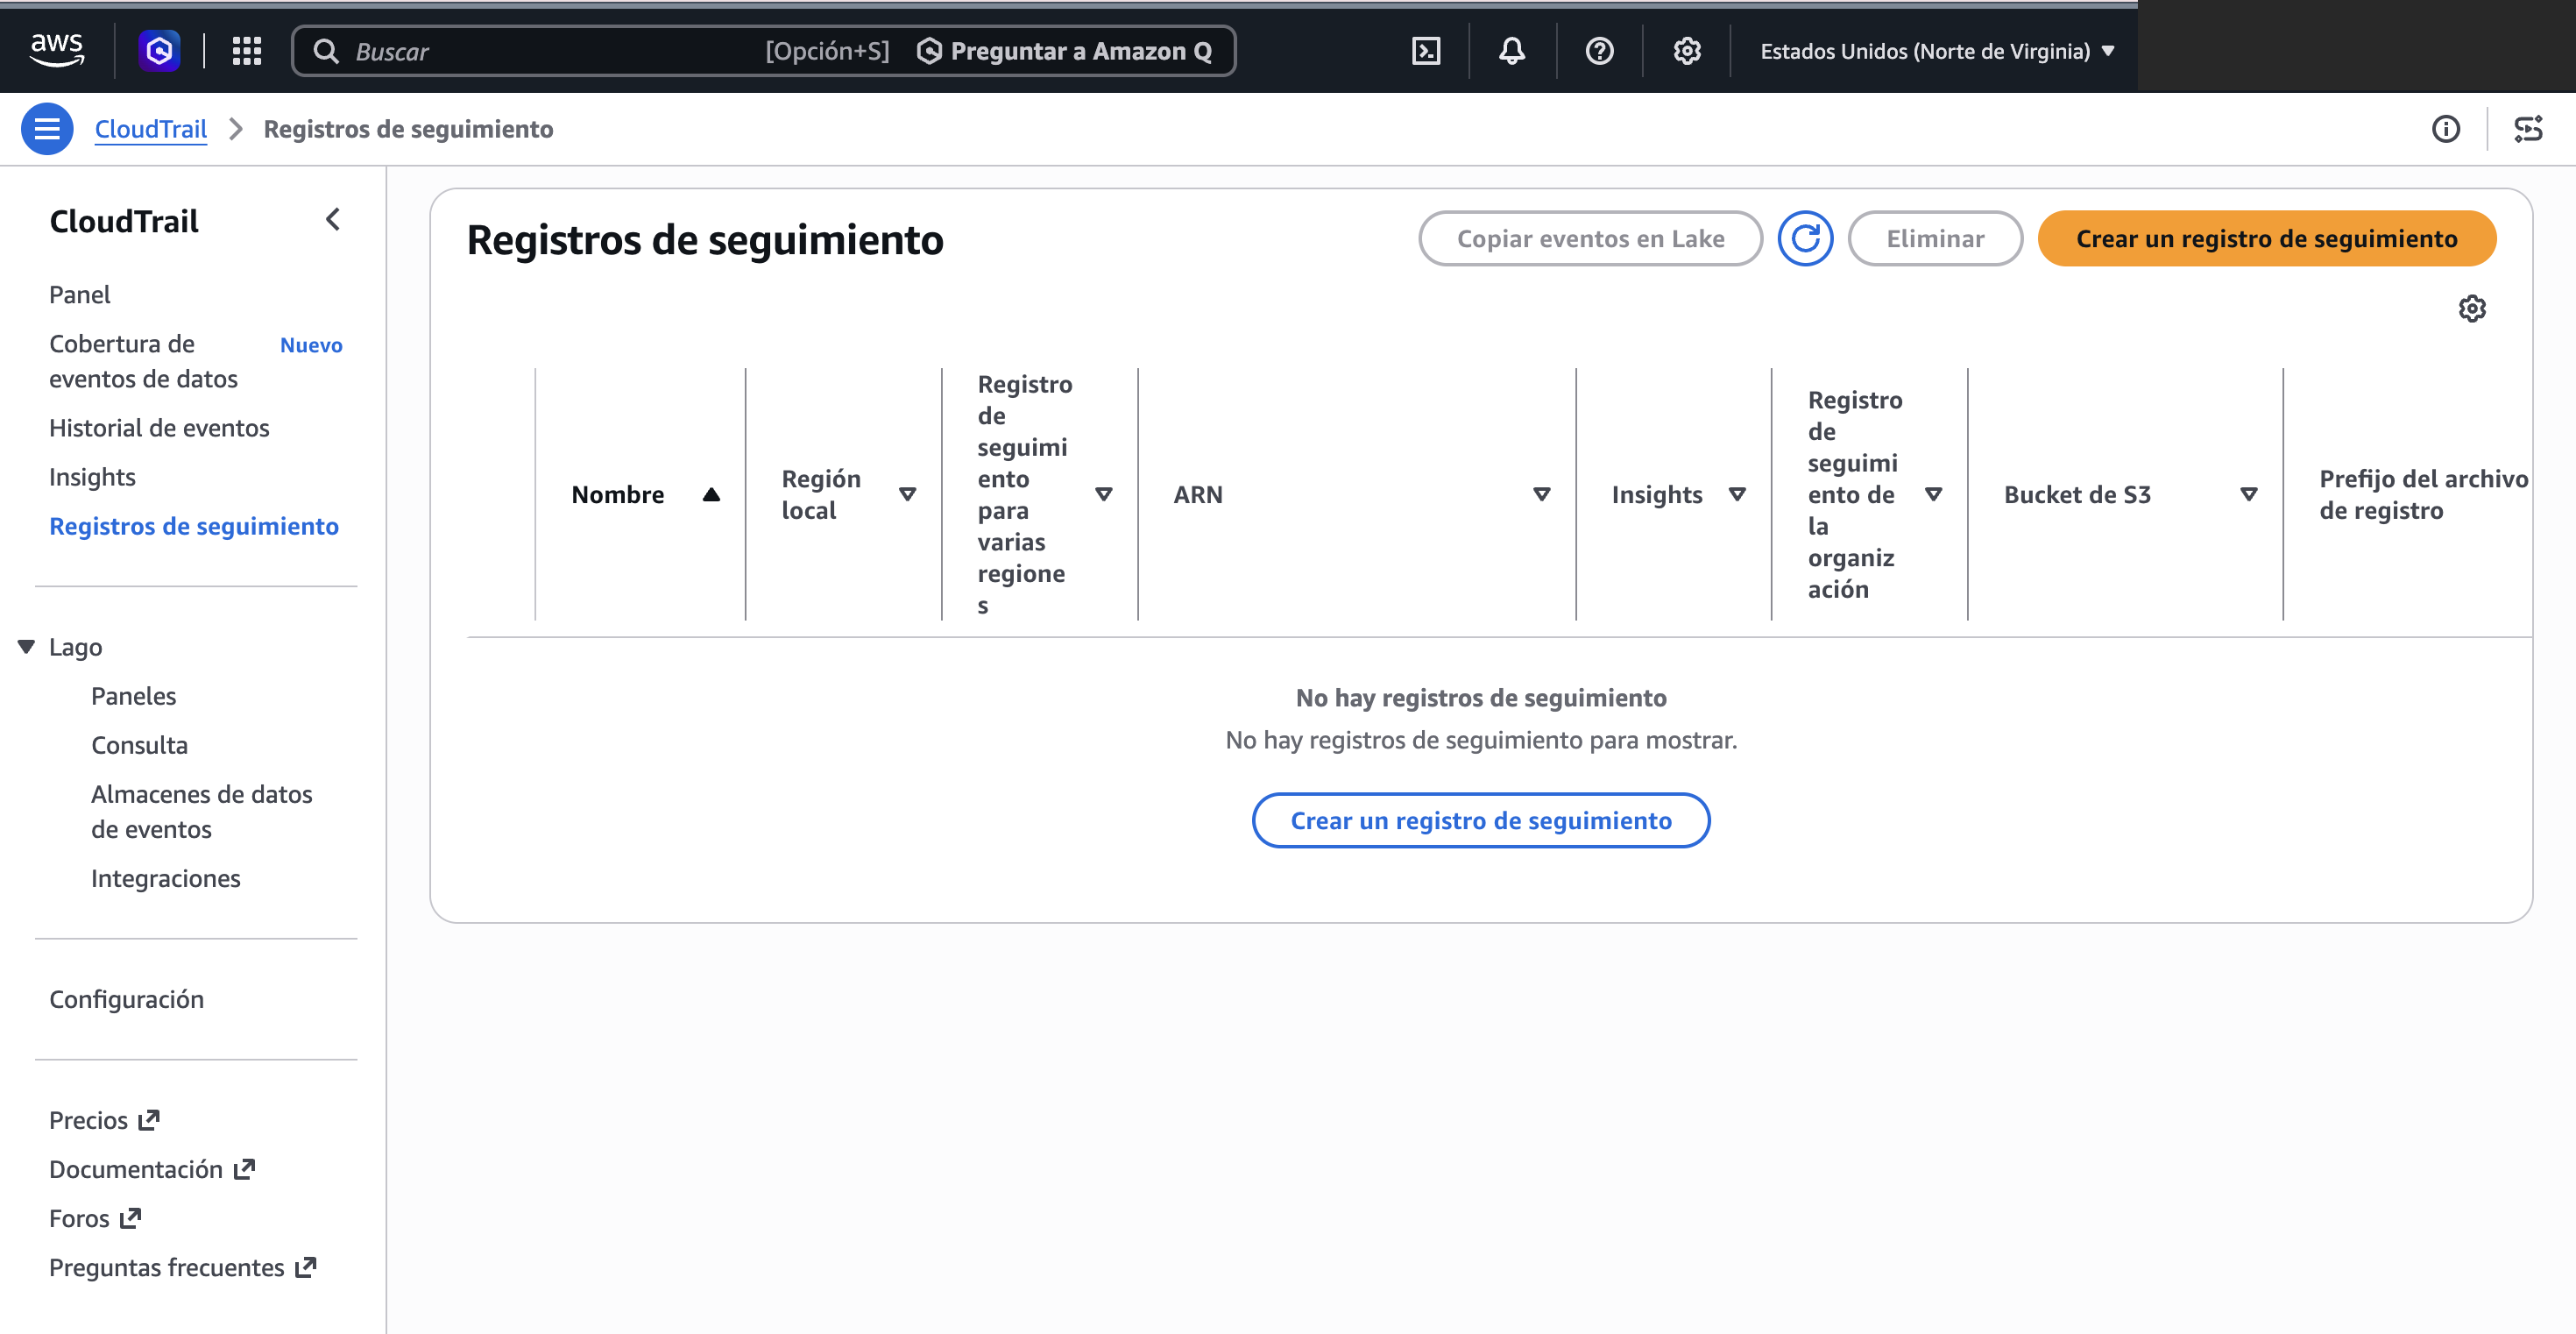 aws
Buscar [Opción+S] Preguntar a Amazon Q
Estados Unidos (Norte de Virginia)
CloudTrail Registros de seguimiento
CloudTrail
Panel
Cobertura de
eventos de datos
Nuevo
Historial de eventos
Insights
Registros de seguimiento
Lago
Paneles
Consulta
Almacenes de datos
de eventos
Integraciones
Configuración
Precios
Documentación
Foros
Preguntas frecuentes
Registros de seguimiento
Copiar eventos en Lake
Eliminar
Crear un registro de seguimiento
Nombre
Región
local
Registro
de
seguimi
ento
para
varias
regione
s
ARN
Insights
Registro
de
seguimi
ento de
la
organiz
ación
Bucket de S3
Prefijo del archivo
de registro
No hay registros de seguimiento
No hay registros de seguimiento para mostrar.
Crear un registro de seguimiento